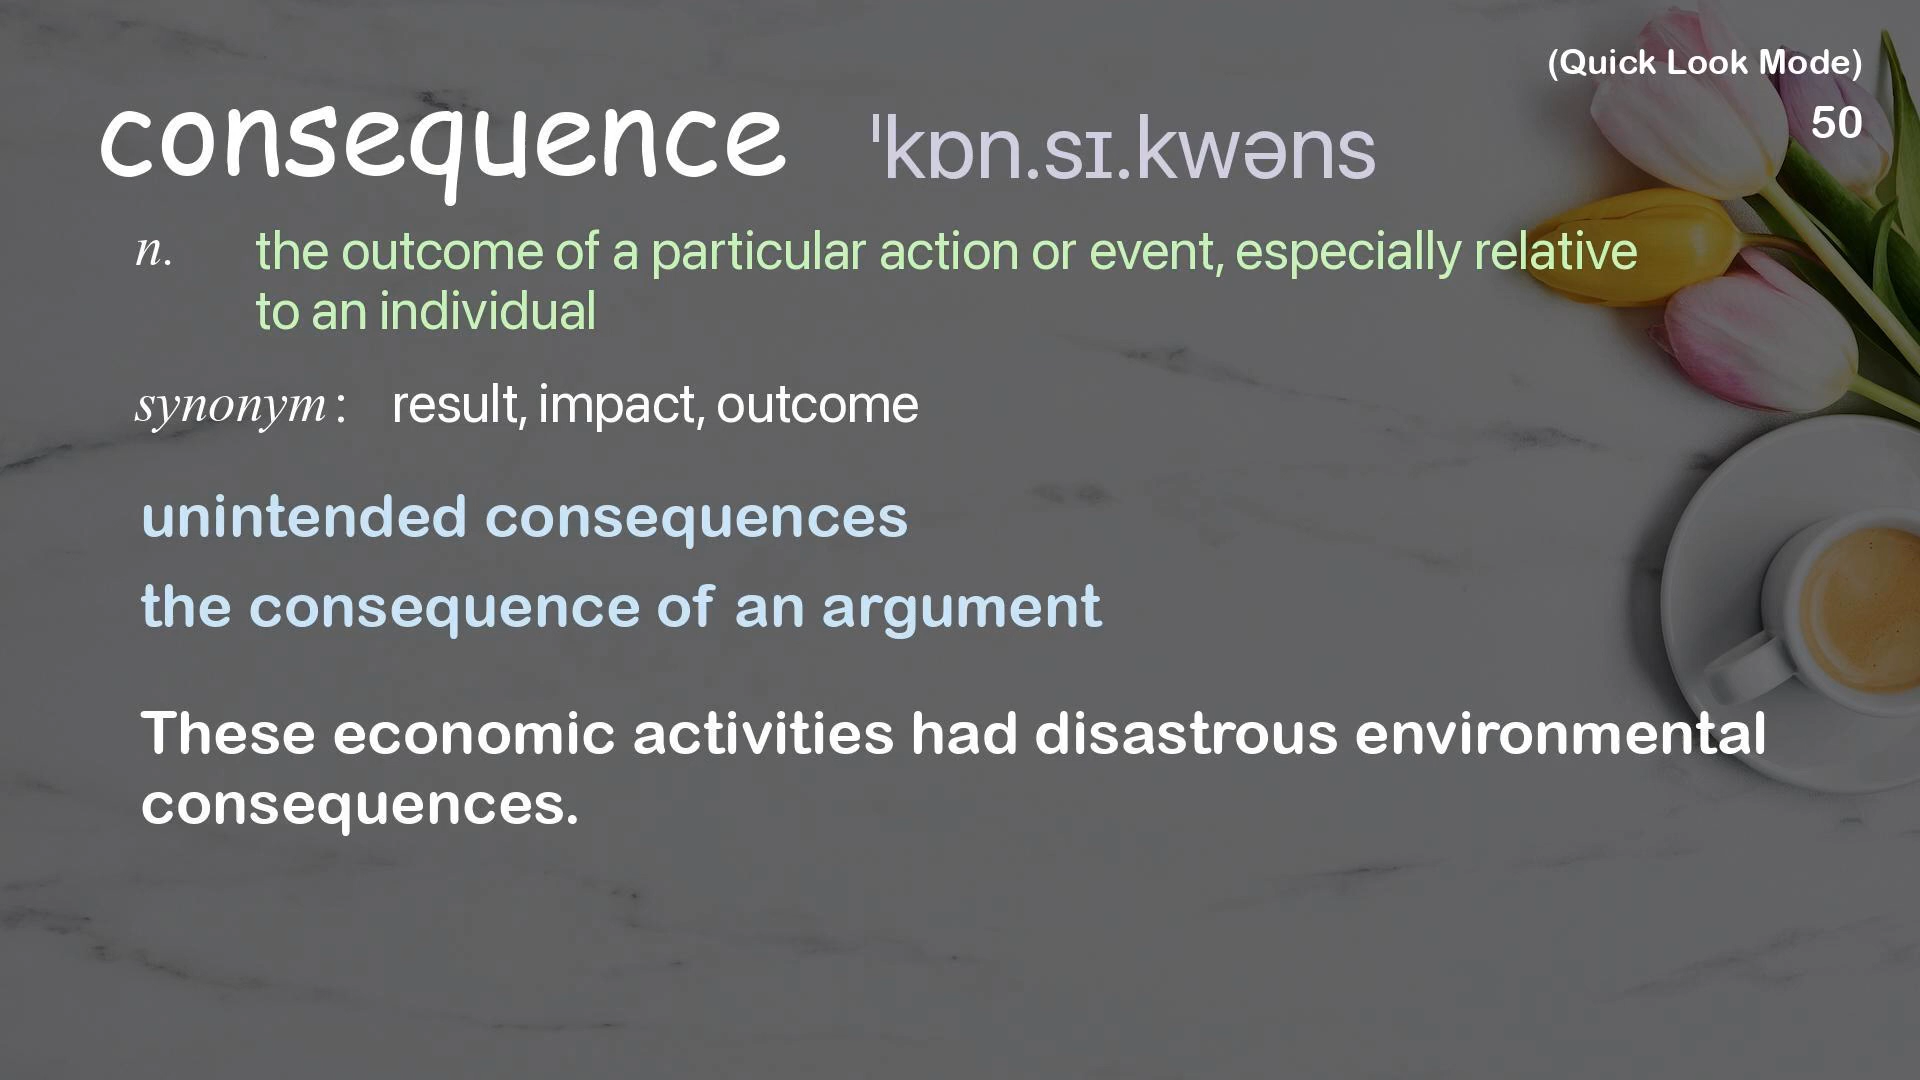 (Quick Look Mode)
50
consequence ˈkɒn.sɪ.kwəns
n. the outcome of a particular action or event, especially relative
to an individual
synonym: result, impact, outcome
unintended consequences
the consequence of an argument
These economic activities had disastrous environmental
consequences.